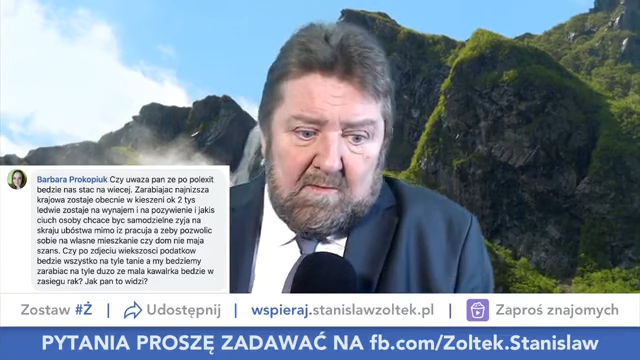 Barbara Prokopiuk Czy uwaza pan ze po polexit
bedzie nas stac na wiecej. Zarabiajac najnizsza
krajowa zostaje obecnie w kieszeni ok 2 tys
ledwie zostaje na wynajem i na pozywienie i jakis
ciuch osoby chcace byc samodzielne zyja na
skraju ubóstwa mimo iz pracuja a zeby pozwolic
sobie na wlasne mieszkanie czy dom nie maja
szans. Czy po zdjeciu wiekszosci podatkow
bedzie wszystko na tyle tanie a my bedziemy
zarabiac na tyle duzo ze mala kawalrka bedzie w
zasiegu rak? Jak pan to widzi?
Zostaw #Ż | Udostępnij | wspieraj.stanislawzoltek.pl | Zaproś znajomych
PYTANIA PROSZĘ ZADAWAĆ NA fb.com/Zoltek.Stanislaw